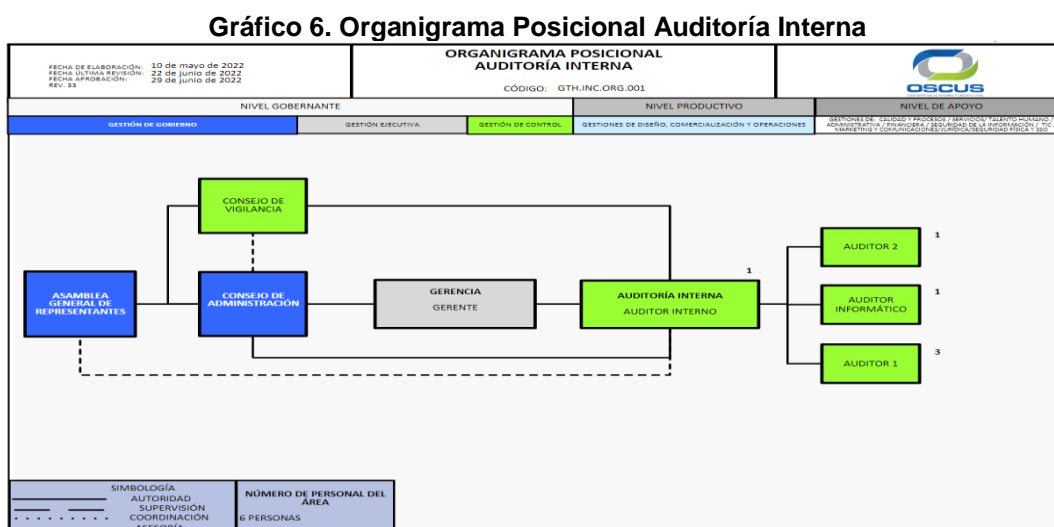 Gráfico 6. Organigrama Posicional Auditoría Interna
FECHA DE ELABORACIÓN: 10 de mayo de 2022
FECHA ÚLTIMA REVISIÓN: 22 de junio de 2022
FECHA APROBACIÓN: 29 de junio de 2022
REV. 33
ORGANIGRAMA POSICIONAL
AUDITORÍA INTERNA
CÓDIGO: GTH.INC.ORG.001
OSCUS
NIVEL GOBERNANTE
NIVEL PRODUCTIVO
NIVEL DE APOYO
GESTIÓN DE GOBIERNO
GESTIÓN EJECUTIVA
GESTIÓN DE CONTROL
GESTIONES DE DISEÑO, COMERCIALIZACIÓN Y OPERACIONES
GESTIONES DE: CALIDAD Y PROCESOS / SERVICIOS/ TALENTO HUMANO /
ADMINISTRATIVA / FINANCIERA / SEGURIDAD DE LA INFORMACIÓN / TIC /
MARKETING Y COMUNICACIONES/JURÍDICA/SEGURIDAD FÍSICA Y SSO
CONSEJO DE
VIGILANCIA
ASAMBLEA
GENERAL DE
REPRESENTANTES
CONSEJO DE
ADMINISTRACIÓN
GERENCIA
GERENTE
1
AUDITORÍA INTERNA
AUDITOR INTERNO
AUDITOR 2
1
AUDITOR
INFORMÁTICO
1
AUDITOR 1
3
SIMBOLOGÍA
AUTORIDAD
SUPERVISIÓN
COORDINACIÓN
ASESORÍA
NÚMERO DE PERSONAL DEL
ÁREA
6 PERSONAS